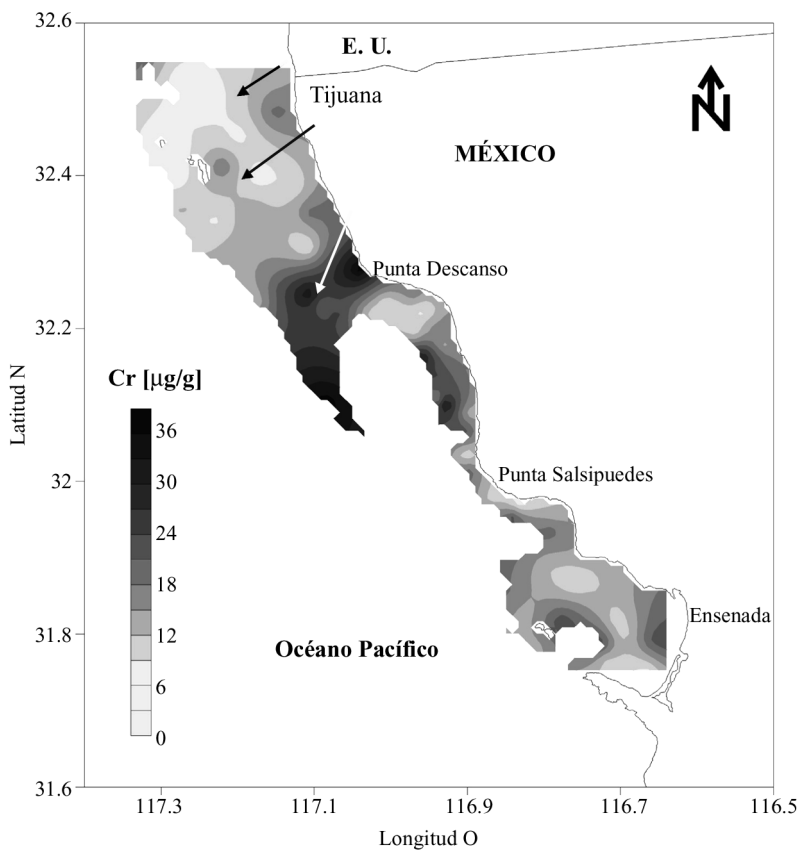 32.6
E. U.
Tijuana
N
MÉXICO
32.4
Punta Descanso
32.2
Cr [µg/g]
36
30
24
18
12
6
0
Latitud N
32
Punta Salsipuedes
Ensenada
31.8
Océano Pacífico
31.6
117.3
117.1
116.9
116.7
116.5
Longitud O